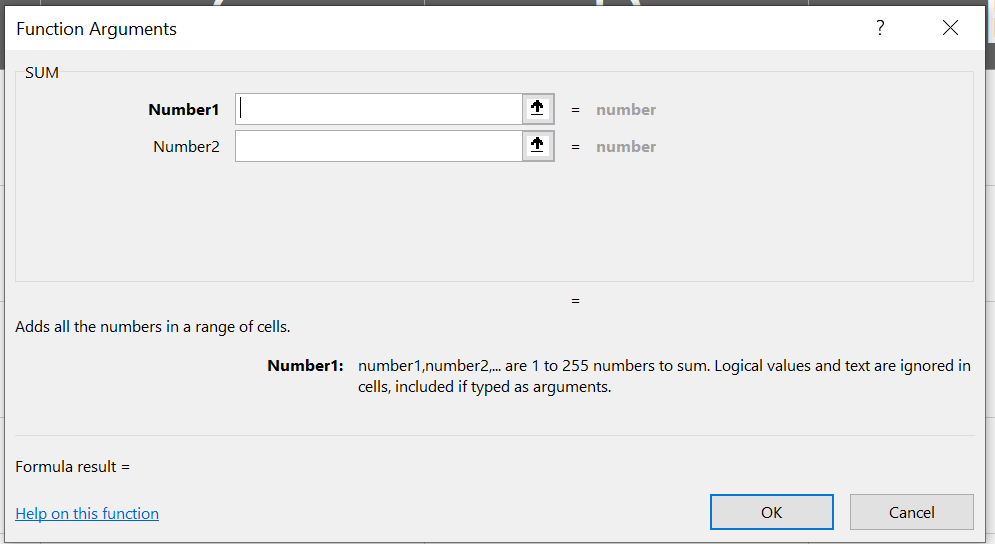 Function Arguments ?
SUM
Number1 = number
Number2 = number
=
Adds all the numbers in a range of cells.
Number1: number1,number2,... are 1 to 255 numbers to sum. Logical values and text are ignored in
cells, included if typed as arguments.
Formula result =
Help on this function OK Cancel